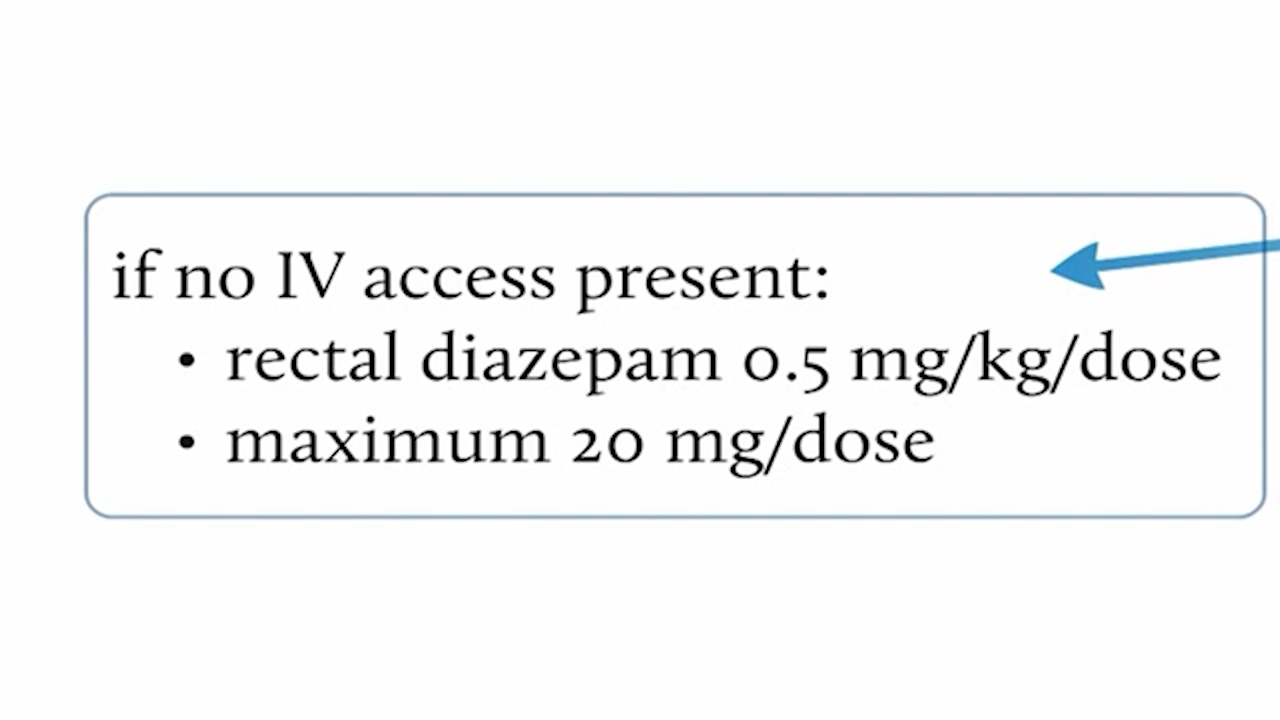 if no IV access present:
• rectal diazepam 0.5 mg/kg/dose
• maximum 20 mg/dose